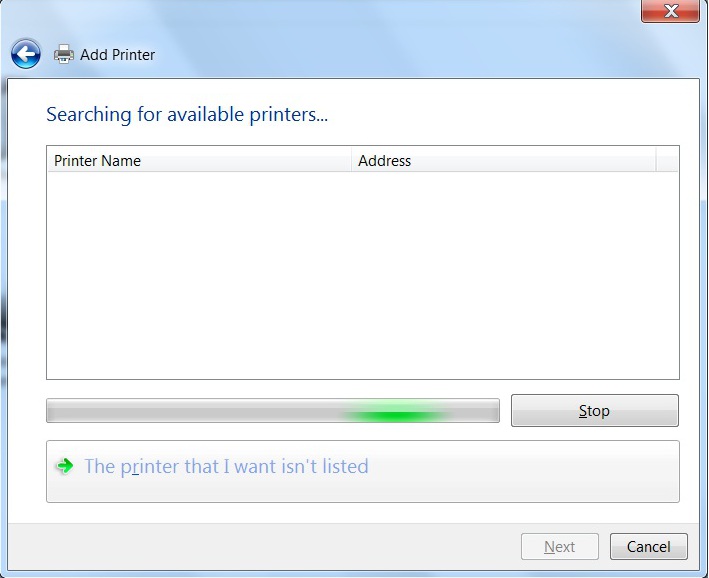 Add Printer
Searching for available printers...
Printer Name Address
Stop
The printer that I want isn't listed
Next Cancel